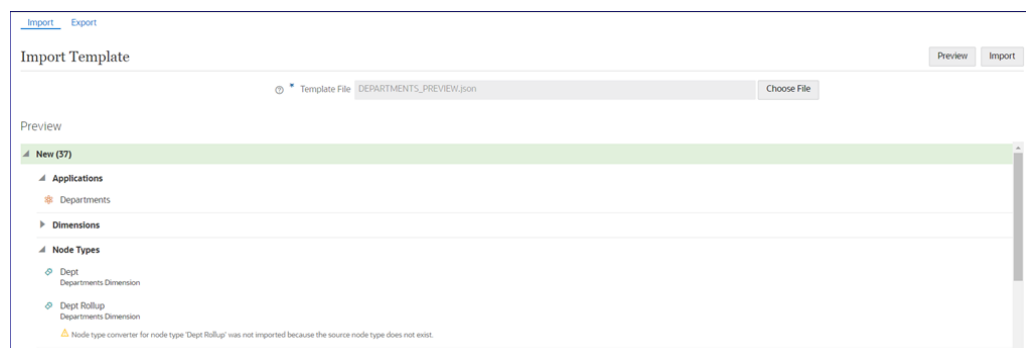 Import Export
Import Template Preview Import
* Template File DEPARTMENTS_PREVIEW.json Choose File
Preview
New (37)
Applications
Departments
Dimensions
Node Types
Dept
Departments Dimension
Dept Rollup
Departments Dimension
Node type converter for node type 'Dept Rollup' was not imported because the source node type does not exist.